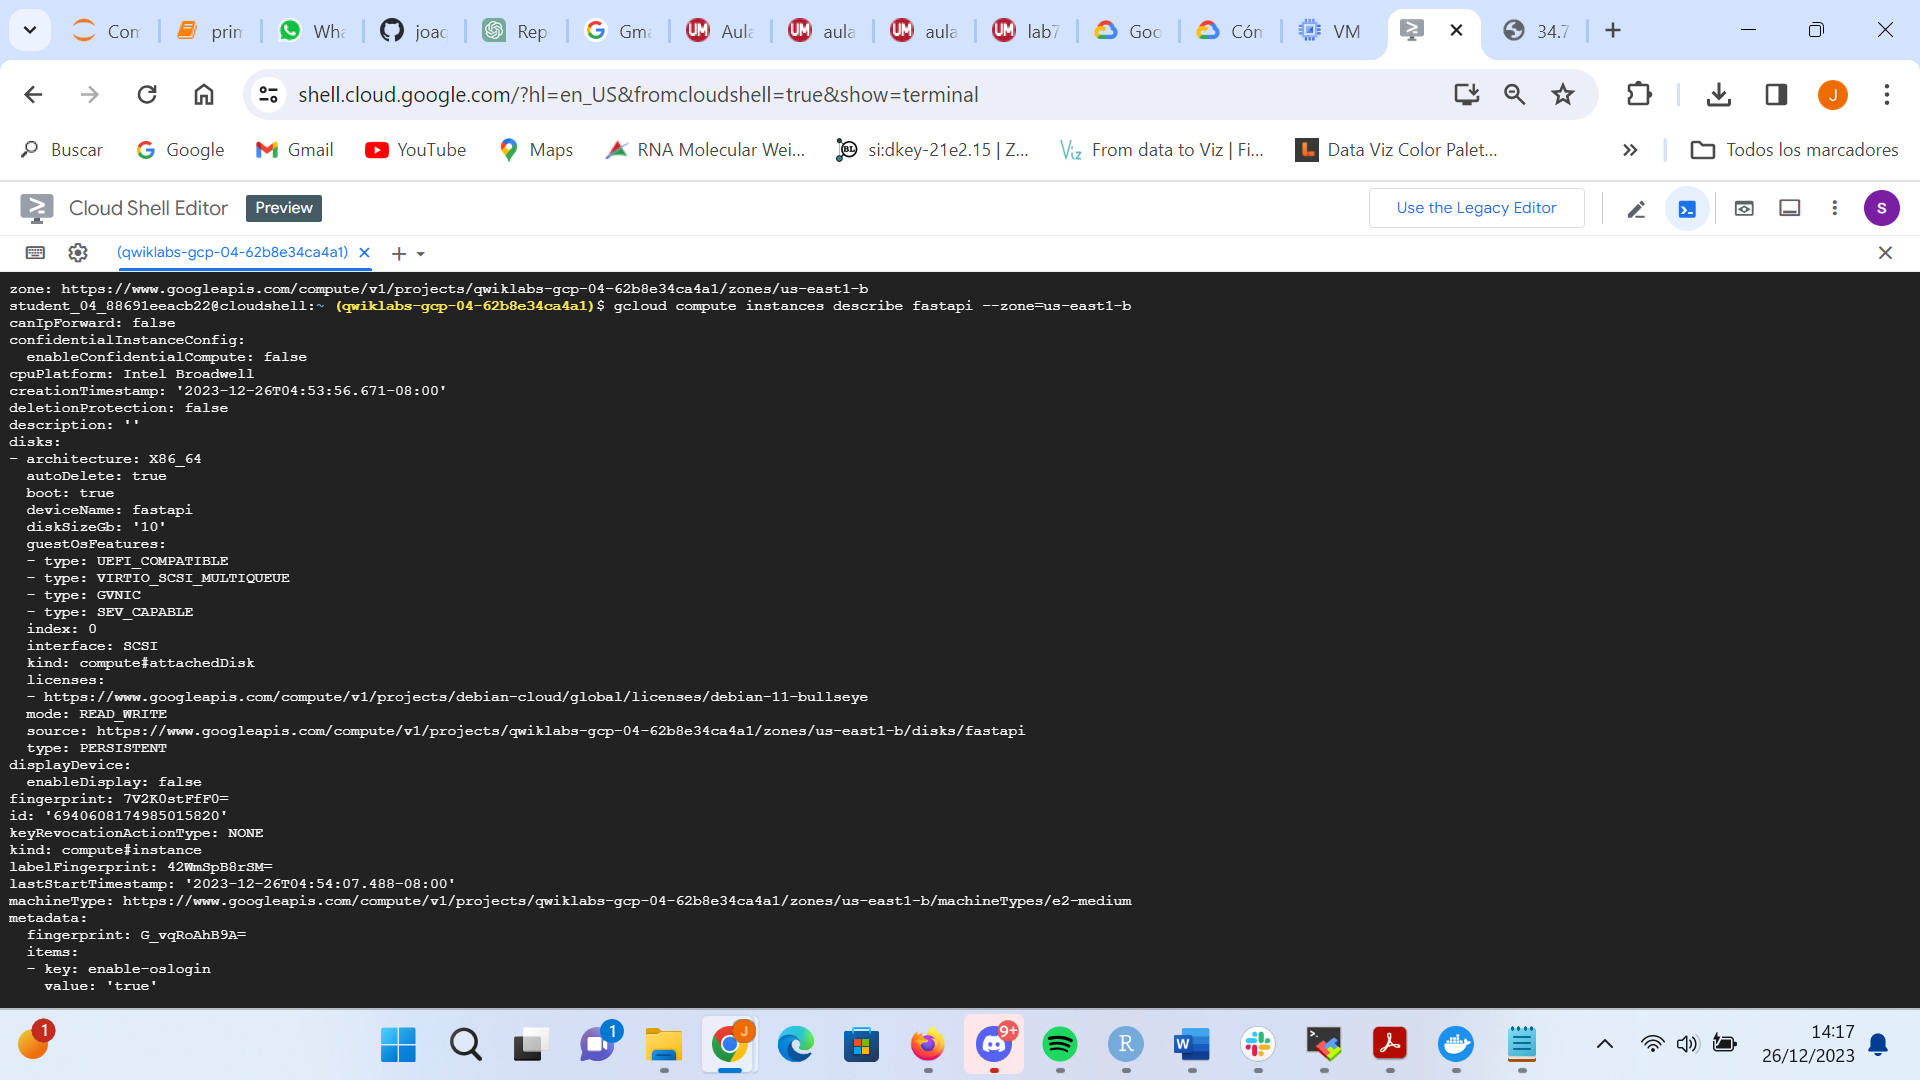 Con
prin
Wha
joac
Rep
Gma
Aula
aula
aula
lab7
Goo
Cóm
VM
34.7
shell.cloud.google.com/?hl=en_US&fromcloudshell=true&show=terminal
J
Buscar
Google
Gmail
YouTube
Maps
RNA Molecular Wei...
si:dkey-21e2.15 | Z...
From data to Viz | Fi...
Data Viz Color Palet...
Todos los marcadores
Cloud Shell Editor
Preview
Use the Legacy Editor
S
(qwiklabs-gcp-04-62b8e34ca4a1)
zone: https://www.googleapis.com/compute/v1/projects/qwiklabs-gcp-04-62b8e34ca4a1/zones/us-east1-b
student_04_88691eeacb22@cloudshell:~ (qwiklabs-gcp-04-62b8e34ca4a1)$ gcloud compute instances describe fastapi --zone=us-east1-b
canIpForward: false
confidentialInstanceConfig:
  enableConfidentialCompute: false
cpuPlatform: Intel Broadwell
creationTimestamp: '2023-12-26T04:53:56.671-08:00'
deletionProtection: false
description: ''
disks:
- architecture: X86_64
  autoDelete: true
  boot: true
  deviceName: fastapi
  diskSizeGb: '10'
  guestOsFeatures:
  - type: UEFI_COMPATIBLE
  - type: VIRTIO_SCSI_MULTIQUEUE
  - type: GVNIC
  - type: SEV_CAPABLE
  index: 0
  interface: SCSI
  kind: compute#attachedDisk
  licenses:
  - https://www.googleapis.com/compute/v1/projects/debian-cloud/global/licenses/debian-11-bullseye
  mode: READ_WRITE
  source: https://www.googleapis.com/compute/v1/projects/qwiklabs-gcp-04-62b8e34ca4a1/zones/us-east1-b/disks/fastapi
  type: PERSISTENT
displayDevice:
  enableDisplay: false
fingerprint: 7V2K0stFfF0=
id: '6940608174985015820'
keyRevocationActionType: NONE
kind: compute#instance
labelFingerprint: 42WmSpB8rSM=
lastStartTimestamp: '2023-12-26T04:54:07.488-08:00'
machineType: https://www.googleapis.com/compute/v1/projects/qwiklabs-gcp-04-62b8e34ca4a1/zones/us-east1-b/machineTypes/e2-medium
metadata:
  fingerprint: G_vqRoAhB9A=
  items:
  - key: enable-oslogin
    value: 'true'
1
1
J
9+
14:17
26/12/2023